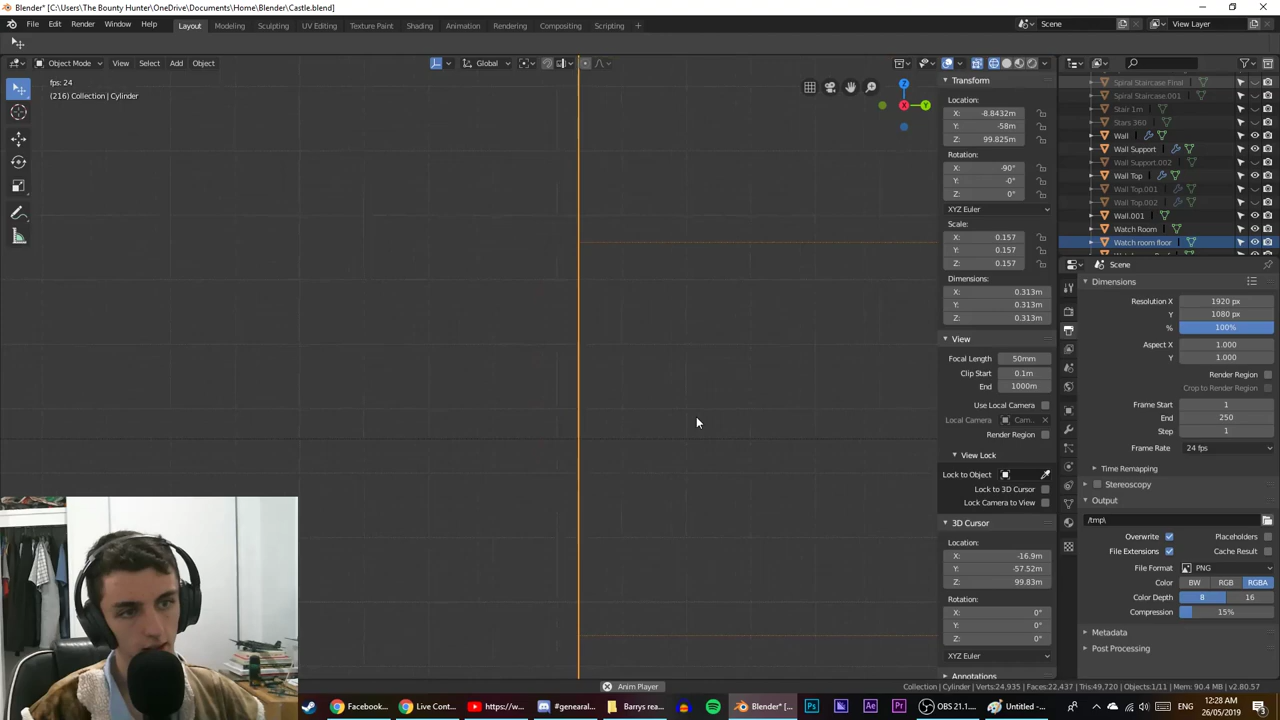 Blender* [C:\Users\The Bounty Hunter\OneDrive\Documents\Home\Blender\Castle.blend]
File Edit Render Window Help Layout Modeling Sculpting UV Editing Texture Paint Shading Animation Rendering Compositing Scripting + Scene View Layer
Object Mode View Select Add Object Global
fps: 24
(216) Collection | Cylinder
Z
X
Y
Transform
Location:
X: -8.8432m
Y: -58m
Z: 99.825m
Rotation:
X: -90°
Y: -0°
Z: 0°
XYZ Euler
Scale:
X: 0.157
Y: 0.157
Z: 0.157
Dimensions:
X: 0.313m
Y: 0.313m
Z: 0.313m
View
Focal Length 50mm
Clip Start 0.1m
End 1000m
Use Local Camera
Local Camera Cam...
Render Region
View Lock
Lock to Object
Lock to 3D Cursor
Lock Camera to View
3D Cursor
Location:
X: -16.9m
Y: -57.52m
Z: 99.83m
Rotation:
X: 0°
Y: 0°
Z: 0°
XYZ Euler
Annotations
Spiral Staircase Final
Spiral Staircase.001
Stair 1m
Stars 360
Wall
Wall Support
Wall Support.002
Wall Top
Wall Top.001
Wall Top.002
Wall.001
Watch Room
Watch room floor
Scene
Dimensions
Resolution X 1920 px
Y 1080 px
% 100%
Aspect X 1.000
Y 1.000
Render Region
Crop to Render Region
Frame Start 1
End 250
Step 1
Frame Rate 24 fps
Time Remapping
Stereoscopy
Output
/tmp\
Overwrite Placeholders
File Extensions Cache Result
File Format PNG
Color BW RGB RGBA
Color Depth 8 16
Compression 15%
Metadata
Post Processing
Anim Player
Collection | Cylinder | Verts:24,935 | Faces:22,437 | Tris:49,720 | Objects:1/11 | Mem: 90.4 MB | v2.80.57
Facebook... Live Cont... https://w... #general... Barrys rea... Blender* [... Ps Ae Pr OBS 21.1.... Untitled - ...
12:28 PM
26/05/2019